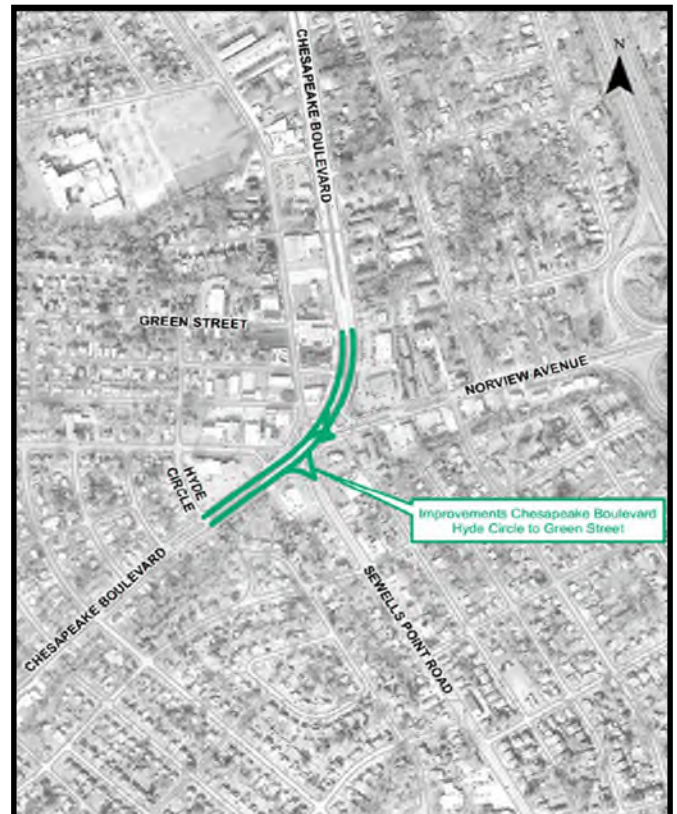 CHESAPEAKE BOULEVARD
N
GREEN STREET
NORVIEW AVENUE
HYDE
CIRCLE
Improvements Chesapeake Boulevard
Hyde Circle to Green Street
CHESAPEAKE BOULEVARD
SEWELLS POINT ROAD